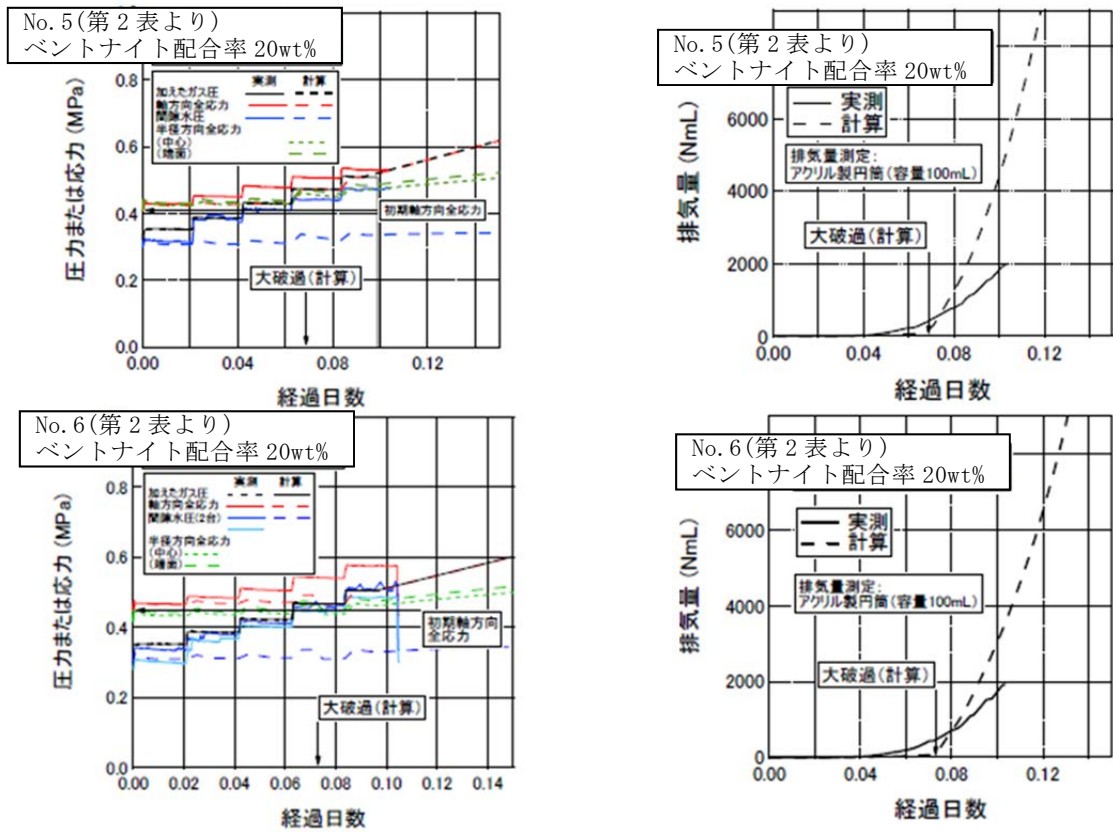 No.5(第2表より)
ベントナイト配合率 20wt%
圧力または応力 (MPa)
0.8
0.6
0.4
0.2
0.0
実測 計算
加えたガス圧
軸方向全応力
間隙水圧
半径方向全応力
(中心)
(端面)
初期軸方向全応力
大破過(計算)
0.00 0.04 0.08 0.12
経過日数
No.5(第2表より)
ベントナイト配合率 20wt%
排気量 (NmL)
6000
4000
2000
0
実測
計算
排気量測定:
アクリル製円筒(容量100mL)
大破過(計算)
0.00 0.04 0.08 0.12
経過日数
No.6(第2表より)
ベントナイト配合率 20wt%
圧力または応力 (MPa)
0.8
0.6
0.4
0.2
0.0
実測 計算
加えたガス圧
軸方向全応力
間隙水圧(2台)
半径方向全応力
(中心)
(端面)
初期軸方向
全応力
大破過(計算)
0.00 0.02 0.04 0.06 0.08 0.10 0.12 0.14
経過日数
No.6(第2表より)
ベントナイト配合率 20wt%
排気量 (NmL)
6000
4000
2000
0
実測
計算
排気量測定:
アクリル製円筒(容量100mL)
大破過(計算)
0.00 0.04 0.08 0.12
経過日数